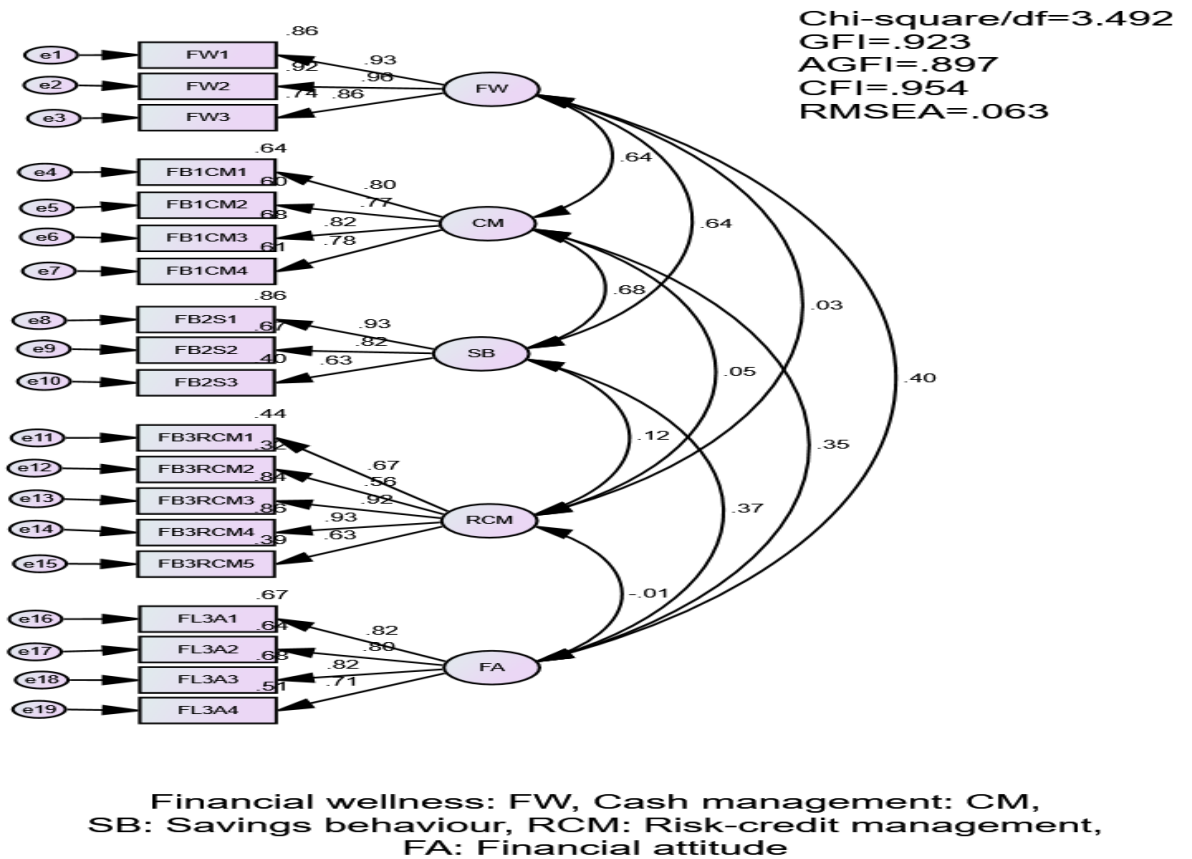 Chi-square/df=3.492
GFI=.923
AGFI=.897
CFI=.954
RMSEA=.063
.86
e1 FW1 .93
.92
e2 FW2 .96 FW
.74 .86
e3 FW3
.64
.64
e4 FB1CM1 .80
.60
e5 FB1CM2 .77
.68 CM .64
e6 FB1CM3 .82
.61 .78
e7 FB1CM4
.68
.86
.03
e8 FB2S1 .93
.67
e9 FB2S2 .82 SB
.40 .63
.05
e10 FB2S3
.40
.44
.12
e11 FB3RCM1
.32 .35
e12 FB3RCM2 .67
.84 .56
e13 FB3RCM3 .92
.86 .37
e14 FB3RCM4 .93 RCM
.39 .63
e15 FB3RCM5
-.01
.67
e16 FL3A1 .82
.64
e17 FL3A2 .80
.68 FA
e18 FL3A3 .82
.51 .71
e19 FL3A4
Financial wellness: FW, Cash management: CM,
SB: Savings behaviour, RCM: Risk-credit management,
FA: Financial attitude